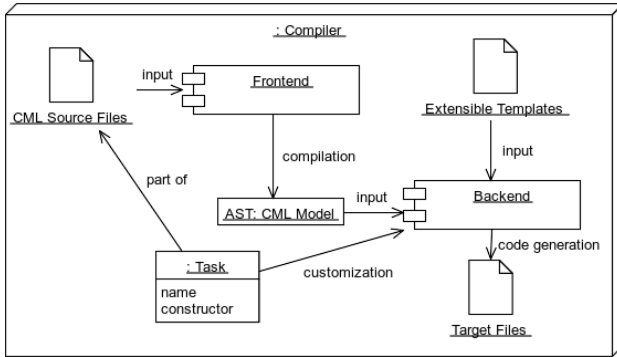 : Compiler
input
Frontend
CML Source Files
Extensible Templates
compilation
input
part of
AST: CML Model
input
Backend
: Task
name
constructor
customization
code generation
Target Files